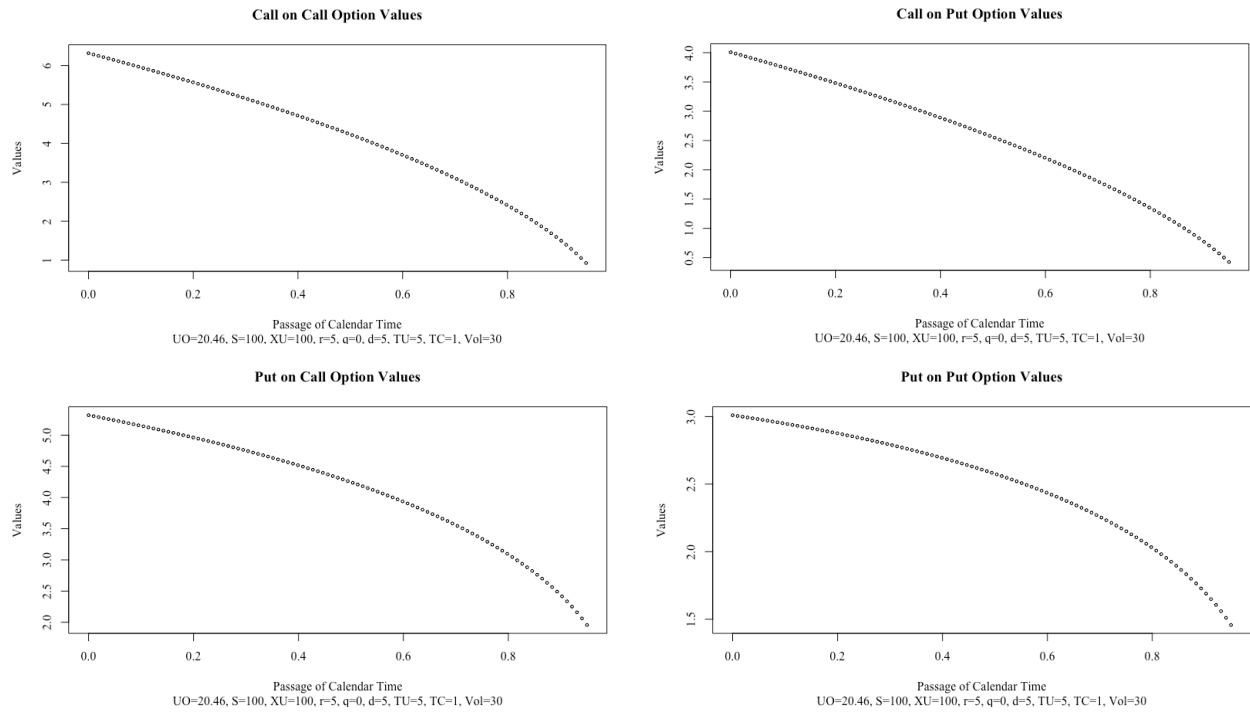 Call on Call Option Values
Values
6
5
4
3
2
1
0.0 0.2 0.4 0.6 0.8
Passage of Calendar Time
UO=20.46, S=100, XU=100, r=5, q=0, d=5, TU=5, TC=1, Vol=30
Call on Put Option Values
Values
4.0
3.5
3.0
2.5
2.0
1.5
1.0
0.5
0.0 0.2 0.4 0.6 0.8
Passage of Calendar Time
UO=20.46, S=100, XU=100, r=5, q=0, d=5, TU=5, TC=1, Vol=30
Put on Call Option Values
Values
5.0
4.5
4.0
3.5
3.0
2.5
2.0
0.0 0.2 0.4 0.6 0.8
Passage of Calendar Time
UO=20.46, S=100, XU=100, r=5, q=0, d=5, TU=5, TC=1, Vol=30
Put on Put Option Values
Values
3.0
2.5
2.0
1.5
0.0 0.2 0.4 0.6 0.8
Passage of Calendar Time
UO=20.46, S=100, XU=100, r=5, q=0, d=5, TU=5, TC=1, Vol=30